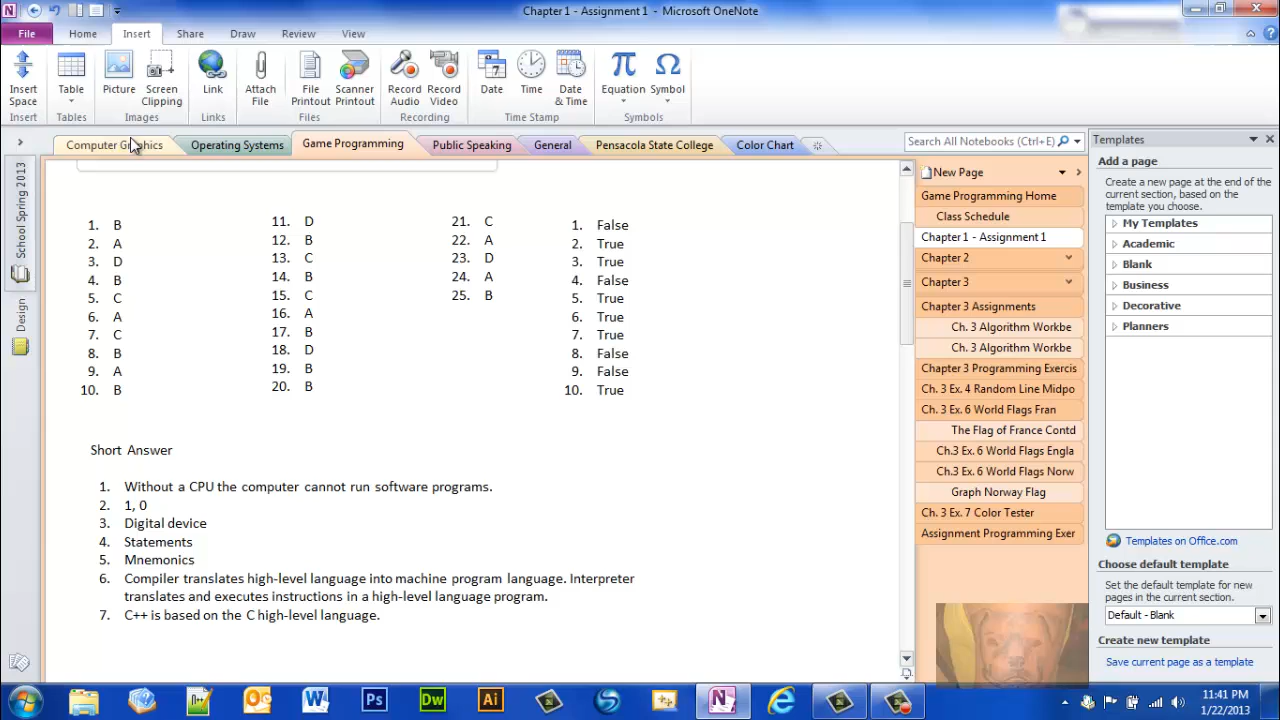 Chapter 1 - Assignment 1 - Microsoft OneNote
File Home Insert Share Draw Review View
Insert Space
Table
Picture
Screen Clipping
Link
Attach File
File Printout
Scanner Printout
Record Audio
Record Video
Date
Time
Date & Time
Equation
Symbol
Insert Tables Images Links Files Recording Time Stamp Symbols
Computer Graphics Operating Systems Game Programming Public Speaking General Pensacola State College Color Chart
Search All Notebooks (Ctrl+E)
School Spring 2013
Design
1. B
2. A
3. D
4. B
5. C
6. A
7. C
8. B
9. A
10. B
11. D
12. B
13. C
14. B
15. C
16. A
17. B
18. D
19. B
20. B
21. C
22. A
23. D
24. A
25. B
1. False
2. True
3. True
4. False
5. True
6. True
7. True
8. False
9. False
10. True
Short Answer
1. Without a CPU the computer cannot run software programs.
2. 1, 0
3. Digital device
4. Statements
5. Mnemonics
6. Compiler translates high-level language into machine program language. Interpreter
translates and executes instructions in a high-level language program.
7. C++ is based on the C high-level language.
New Page
Game Programming Home
Class Schedule
Chapter 1 - Assignment 1
Chapter 2
Chapter 3
Chapter 3 Assignments
Ch. 3 Algorithm Workbe
Ch. 3 Algorithm Workbe
Chapter 3 Programming Exercis
Ch. 3 Ex. 4 Random Line Midpo
Ch. 3 Ex. 6 World Flags Fran
The Flag of France Contd
Ch.3 Ex. 6 World Flags Engla
Ch.3 Ex. 6 World Flags Norw
Graph Norway Flag
Ch. 3 Ex. 7 Color Tester
Assignment Programming Exer
Templates
Add a page
Create a new page at the end of the
current section, based on the
template you choose.
My Templates
Academic
Blank
Business
Decorative
Planners
Templates on Office.com
Choose default template
Set the default template for new
pages in the current section.
Default - Blank
Create new template
Save current page as a template
Ps Dw Ai
11:41 PM
1/22/2013